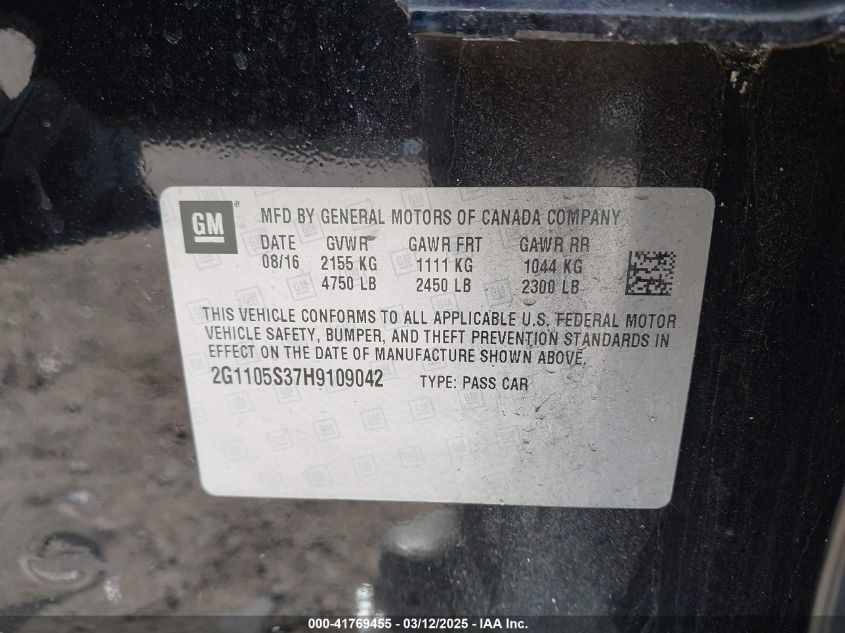 GM MFD BY GENERAL MOTORS OF CANADA COMPANY
DATE GVWR GAWR FRT GAWR RR
08/16 2155 KG 1111 KG 1044 KG
4750 LB 2450 LB 2300 LB
THIS VEHICLE CONFORMS TO ALL APPLICABLE U.S. FEDERAL MOTOR
VEHICLE SAFETY, BUMPER, AND THEFT PREVENTION STANDARDS IN
EFFECT ON THE DATE OF MANUFACTURE SHOWN ABOVE.
2G1105S37H9109042 TYPE: PASS CAR
000-41769455 - 03/12/2025 - IAA Inc.